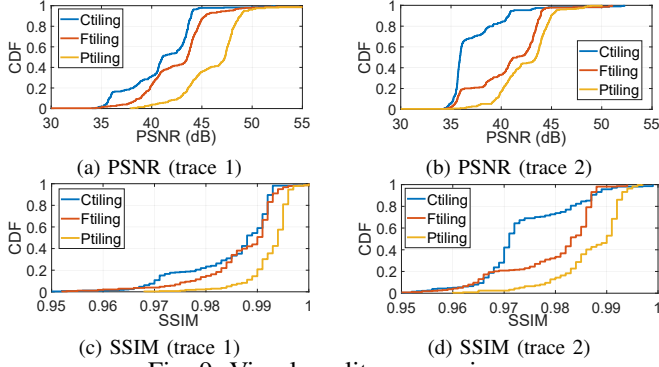 1
0.8
0.6
0.4
0.2
0
CDF
Ctiling
Ftiling
Ptiling
30 35 40 45 50 55
PSNR (dB)
(a) PSNR (trace 1)
1
0.8
0.6
0.4
0.2
0
CDF
Ctiling
Ftiling
Ptiling
30 35 40 45 50 55
PSNR (dB)
(b) PSNR (trace 2)
1
0.8
0.6
0.4
0.2
0
CDF
Ctiling
Ftiling
Ptiling
0.95 0.96 0.97 0.98 0.99 1
SSIM
(c) SSIM (trace 1)
1
0.8
0.6
0.4
0.2
0
CDF
Ctiling
Ftiling
Ptiling
0.95 0.96 0.97 0.98 0.99 1
SSIM
(d) SSIM (trace 2)